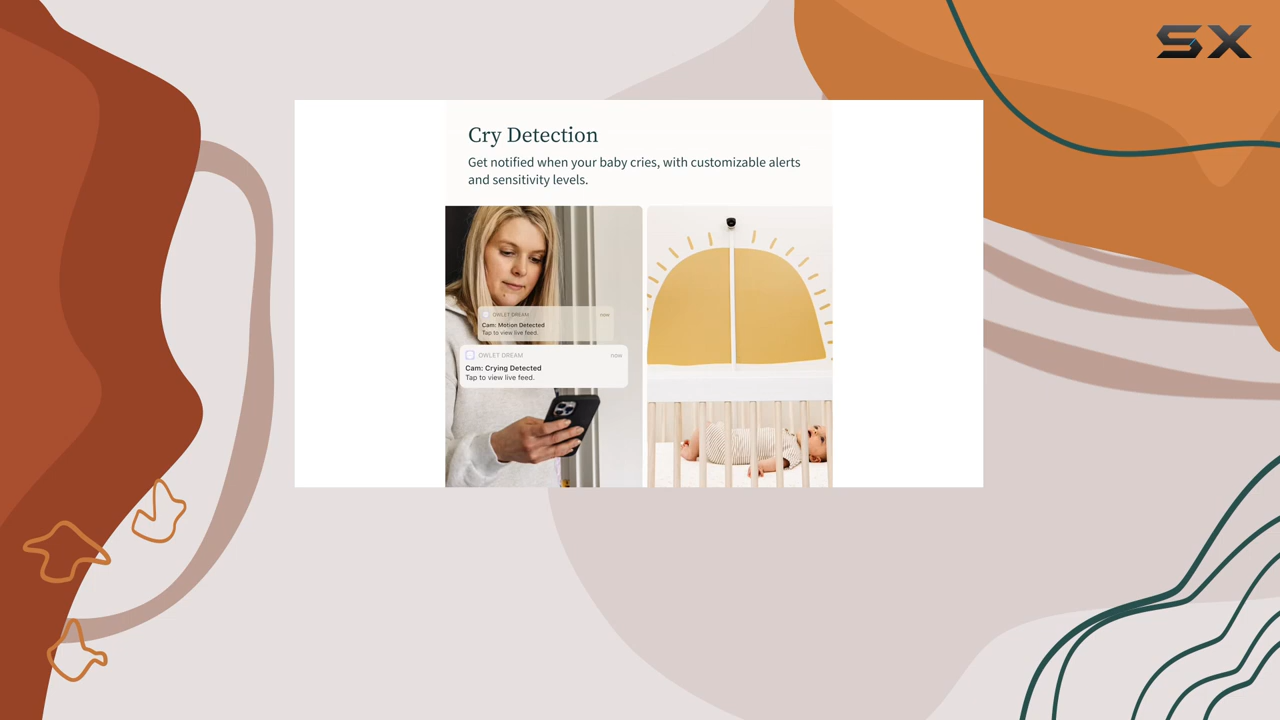 SX
Cry Detection
Get notified when your baby cries, with customizable alerts
and sensitivity levels.
OWLET DREAM now
Cam: Motion Detected
Tap to view live feed.
OWLET DREAM now
Cam: Crying Detected
Tap to view live feed.